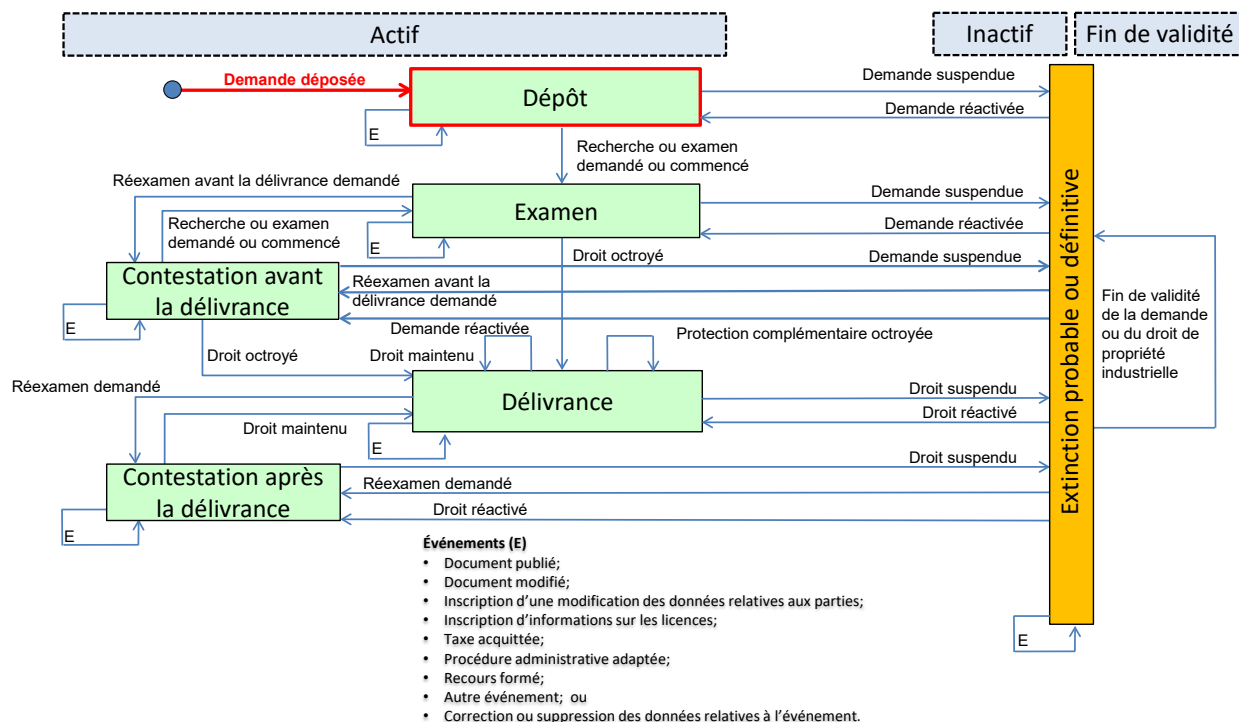 Actif
Inactif
Fin de validité
Demande déposée
Dépôt
Demande suspendue
Demande réactivée
E
Recherche ou examen
demandé ou commencé
Réexamen avant la délivrance demandé
Examen
Demande suspendue
Demande réactivée
Recherche ou examen
demandé ou commencé
E
Droit octroyé
Demande suspendue
Contestation avant
la délivrance
Réexamen avant la
délivrance demandé
E
Demande réactivée
Protection complémentaire octroyée
Droit octroyé
Droit maintenu
Fin de validité
de la demande
ou du droit de
propriété
industrielle
Extinction probable ou définitive
Réexamen demandé
Délivrance
Droit suspendu
Droit réactivé
Droit maintenu
E
Droit suspendu
Contestation après
la délivrance
Réexamen demandé
Droit réactivé
E
Événements (E)
• Document publié;
• Document modifié;
• Inscription d’une modification des données relatives aux parties;
• Inscription d’informations sur les licences;
• Taxe acquittée;
• Procédure administrative adaptée;
• Recours formé;
• Autre événement; ou
• Correction ou suppression des données relatives à l’événement.
E